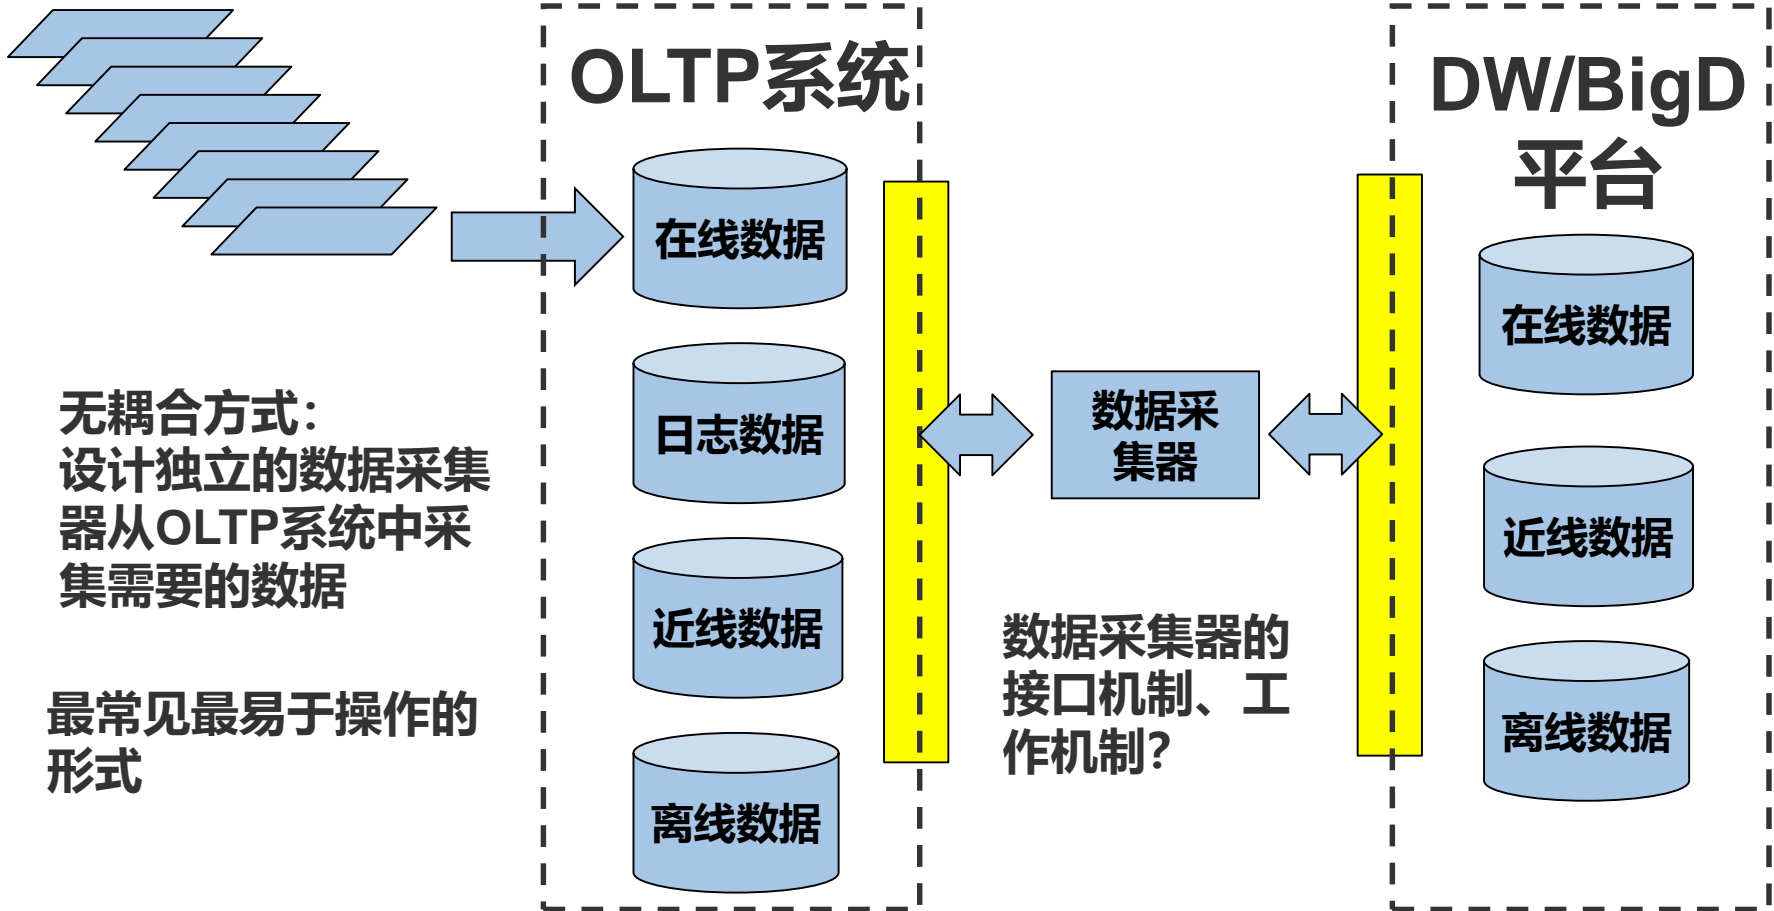 OLTP系统
在线数据
日志数据
近线数据
离线数据
无耦合方式：
设计独立的数据采集
器从OLTP系统中采
集需要的数据
最常见最易于操作的
形式
数据采
集器
数据采集器的
接口机制、工
作机制？
DW/BigD
平台
在线数据
近线数据
离线数据